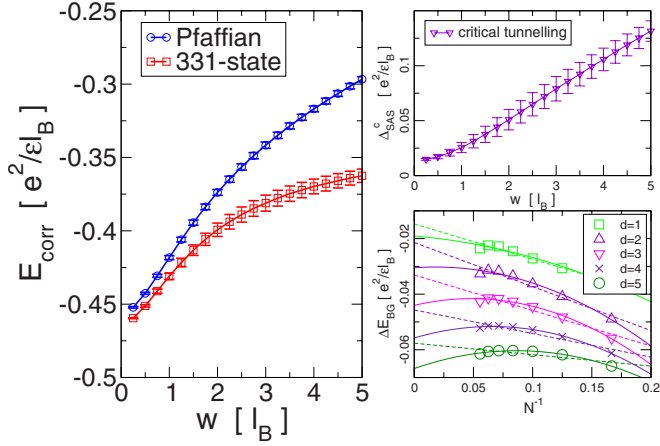 Pfaffian
331-state
-0.3
-0.35
-0.4
-0.45
-0.5
0 1 2 3 4 5
E_corr [ e²/εl_B ]
w [ l_B ]
critical tunnelling
0.1
0.05
0
0 1 2 3 4 5
Δ^c_SAS [ e²/εl_B ]
w [ l_B ]
d=1
d=2
d=3
d=4
d=5
-0.02
-0.04
-0.06
0 0.05 0.1 0.15 0.2
ΔE_BG [ e²/εl_B ]
N⁻¹